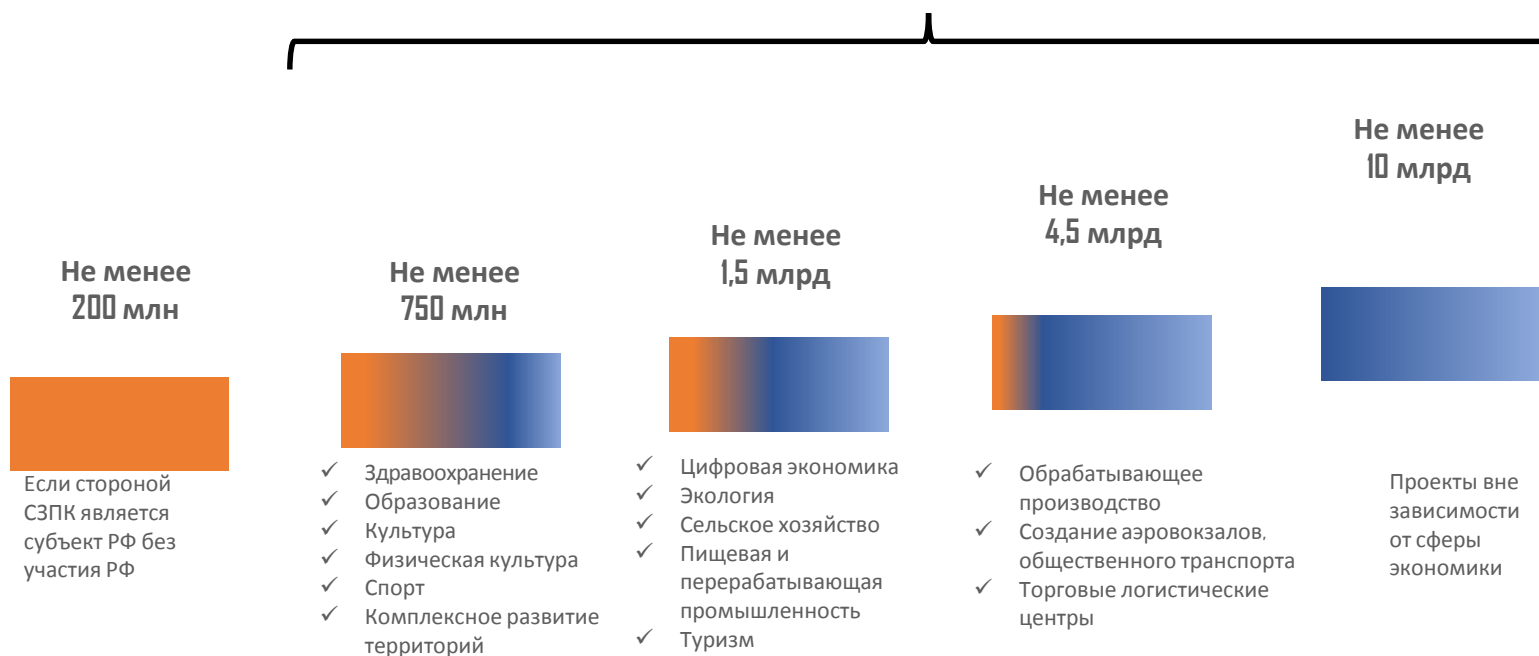 Не менее
200 млн
Если стороной
СЗПК является
субъект РФ без
участия РФ
Не менее
750 млн
✓ Здравоохранение
✓ Образование
✓ Культура
✓ Физическая культура
✓ Спорт
✓ Комплексное развитие
территорий
Не менее
1,5 млрд
✓ Цифровая экономика
✓ Экология
✓ Сельское хозяйство
✓ Пищевая и
перерабатывающая
промышленность
✓ Туризм
Не менее
4,5 млрд
✓ Обрабатывающее
производство
✓ Создание аэровокзалов,
общественного транспорта
✓ Торговые логистические
центры
Не менее
10 млрд
Проекты вне
зависимости
от сферы
экономики